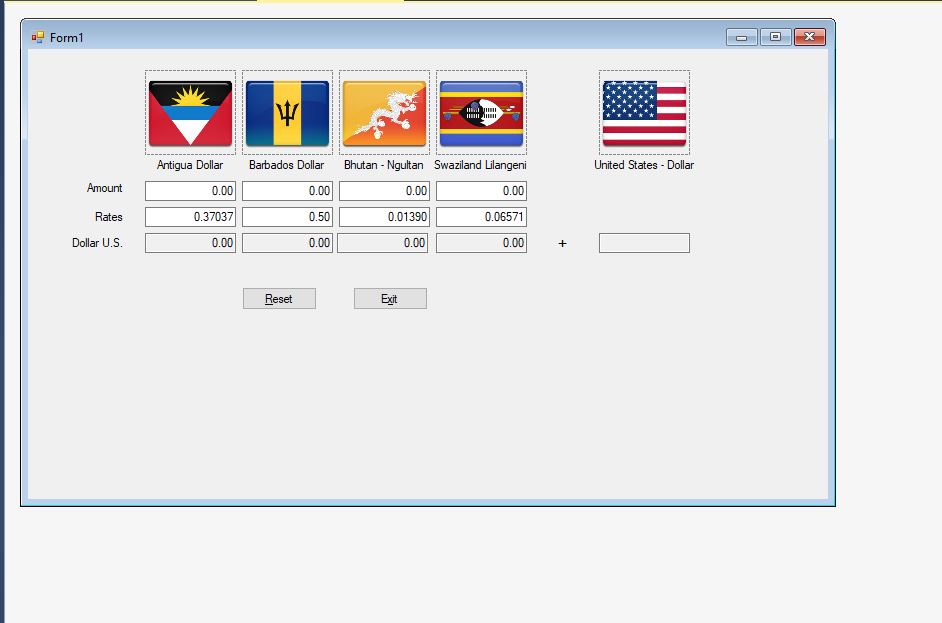 Form1
Antigua Dollar Barbados Dollar Bhutan - Ngultan Swaziland Lilangeni United States - Dollar
Amount 0.00 0.00 0.00 0.00
Rates 0.37037 0.50 0.01390 0.06571
Dollar U.S. 0.00 0.00 0.00 0.00 +
Reset Exit